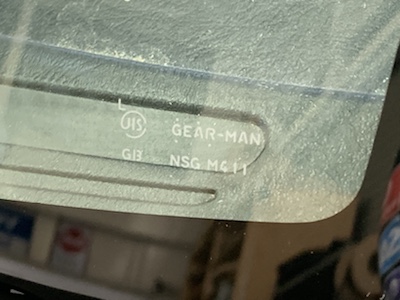 L
JIS GEAR-MAN
GB NSG M411